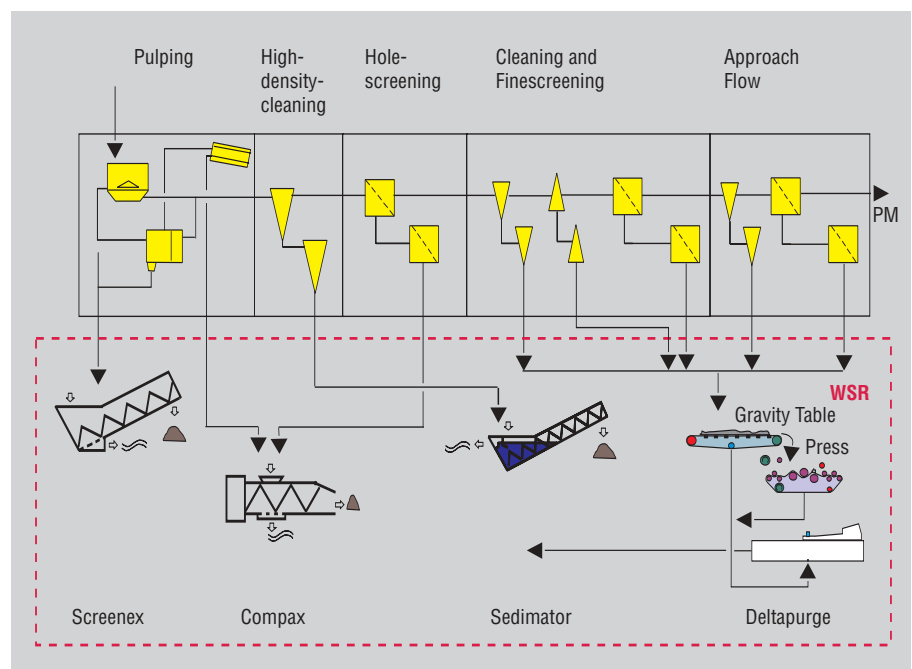 Pulping
High-
density-
cleaning
Hole-
screening
Cleaning and
Finescreening
Approach
Flow
PM
WSR
Gravity Table
Press
Screenex
Compax
Sedimator
Deltapurge